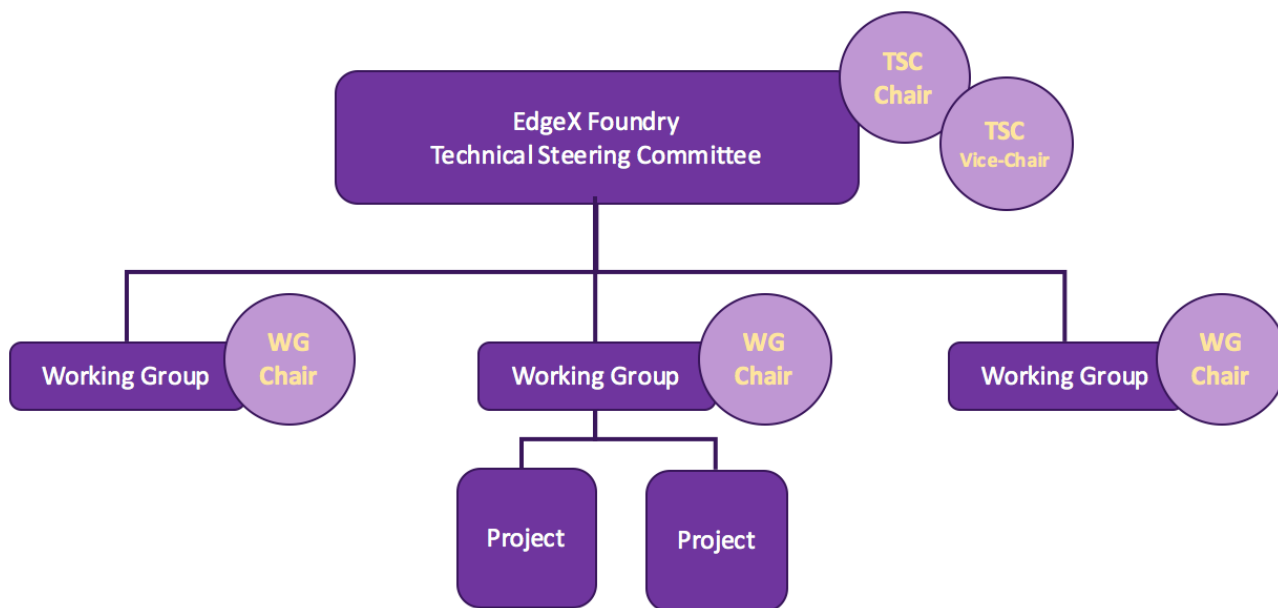 EdgeX Foundry
Technical Steering Committee
TSC
Chair
TSC
Vice-Chair
Working Group
WG
Chair
Working Group
WG
Chair
Working Group
WG
Chair
Project
Project